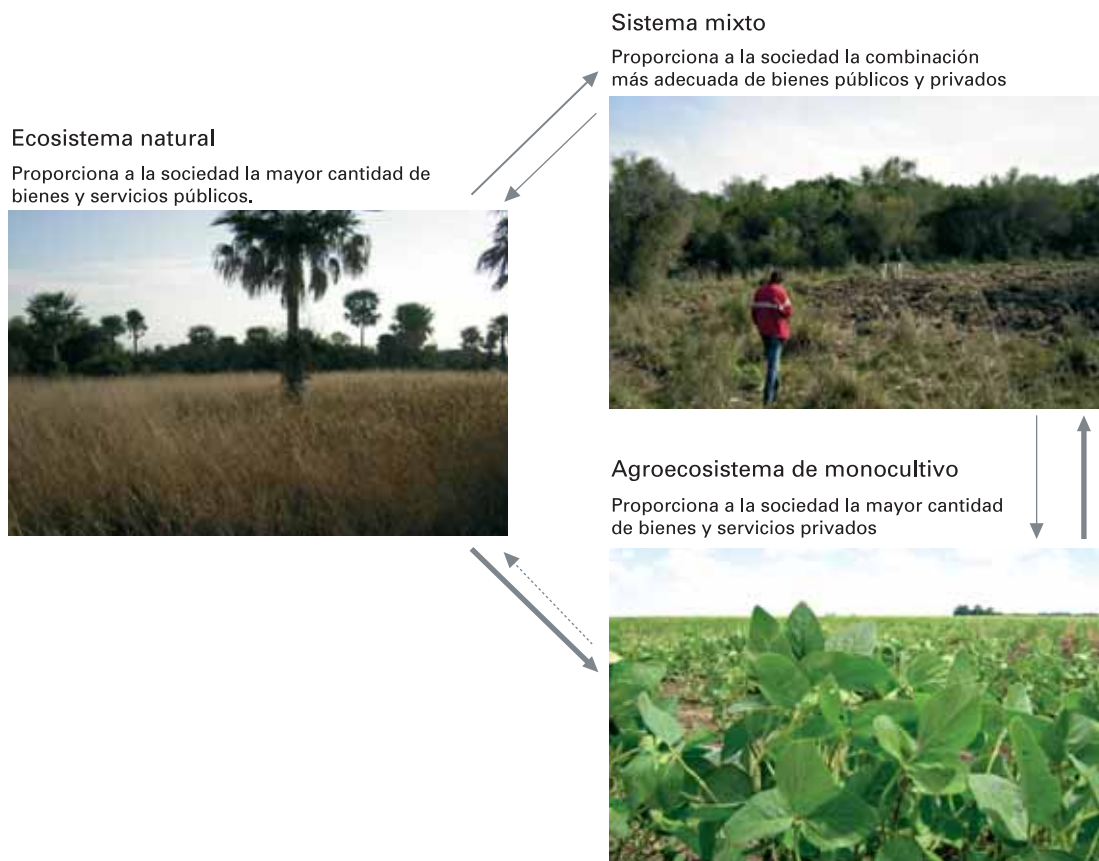 Sistema mixto
Proporciona a la sociedad la combinación
más adecuada de bienes públicos y privados
Ecosistema natural
Proporciona a la sociedad la mayor cantidad de
bienes y servicios públicos.
Agroecosistema de monocultivo
Proporciona a la sociedad la mayor cantidad
de bienes y servicios privados